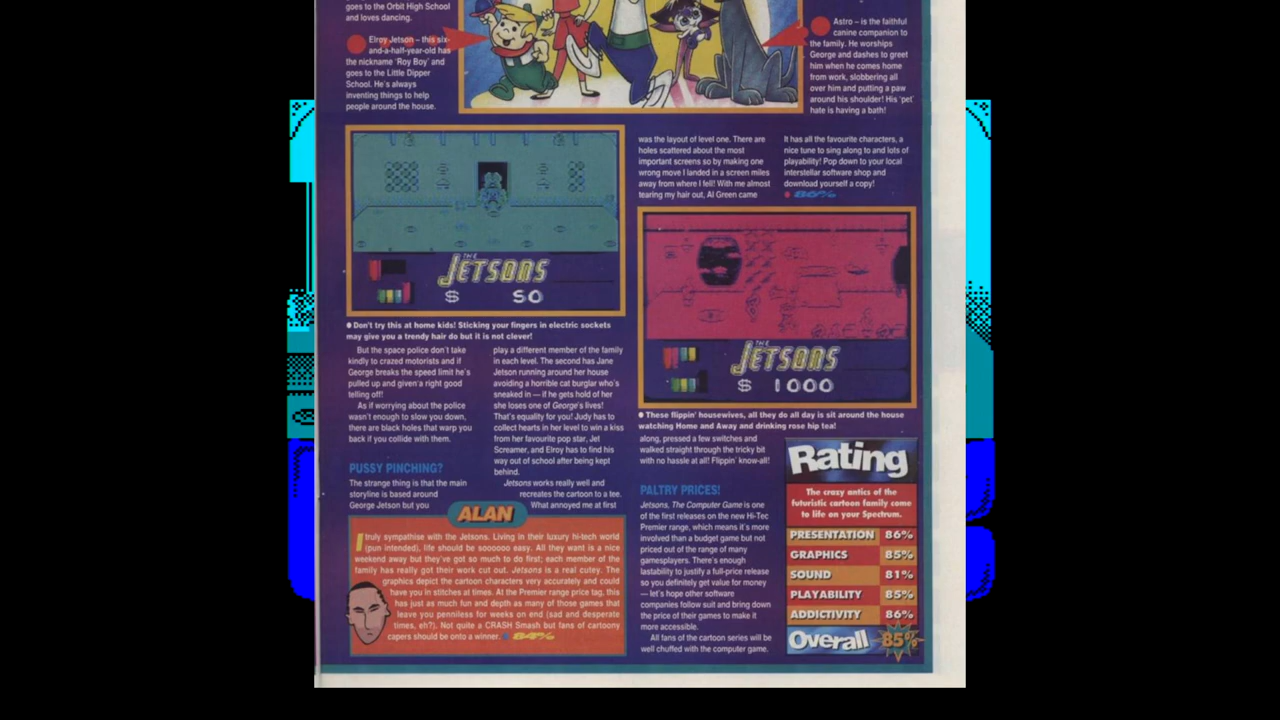 goes to the Orbit High School
and loves dancing.
Elroy Jetson – this six-
and-a-half-year-old has
the nickname 'Roy Boy' and
goes to the Little Dipper
School. He's always
inventing things to help
people around the house.
Astro – is the faithful
canine companion to
the family. He worships
George and dashes to greet
him when he comes home
from work, slobbering all
over him and putting a paw
around his shoulder! His 'pet'
hate is having a bath!
THE
JETSONS
$ 50
Don't try this at home kids! Sticking your fingers in electric sockets
may give you a trendy hair do but it is not clever!
But the space police don't take
kindly to crazed motorists and if
George breaks the speed limit he's
pulled up and given a right good
telling off!
As if worrying about the police
wasn't enough to slow you down,
there are black holes that warp you
back if you collide with them.
PUSSY PINCHING?
The strange thing is that the main
storyline is based around
George Jetson but you
play a different member of the family
in each level. The second has Jane
Jetson running around her house
avoiding a horrible cat burglar who's
sneaked in — if he gets hold of her
she loses one of George's lives!
That's equality for you! Judy has to
collect hearts in her level to win a kiss
from her favourite pop star, Jet
Screamer, and Elroy has to find his
way out of school after being kept
behind.
Jetsons works really well and
recreates the cartoon to a tee.
What annoyed me at first
was the layout of level one. There are
holes scattered about the most
important screens so by making one
wrong move I landed in a screen miles
away from where I fell! With me almost
tearing my hair out, Al Green came
THE
JETSONS
$ 1000
These flippin' housewives, all they do all day is sit around the house
watching Home and Away and drinking rose hip tea!
along, pressed a few switches and
walked straight through the tricky bit
with no hassle at all! Flippin' know-all!
PALTRY PRICES!
Jetsons, The Computer Game is one
of the first releases on the new Hi-Tec
Premier range, which means it's more
involved than a budget game but not
priced out of the range of many
gamesplayers. There's enough
lastability to justify a full-price release
so you definitely get value for money
— let's hope other software
companies follow suit and bring down
the price of their games to make it
more accessible.
All fans of the cartoon series will be
well chuffed with the computer game.
It has all the favourite characters, a
nice tune to sing along to and lots of
playability! Pop down to your local
interstellar software shop and
download yourself a copy!
86%
ALAN
I truly sympathise with the Jetsons. Living in their luxury hi-tech world
(pun intended), life should be soooooo easy. All they want is a nice
weekend away but they've got so much to do first; each member of the
family has really got their work cut out. Jetsons is a real cutey. The
graphics depict the cartoon characters very accurately and could
have you in stitches at times. At the Premier range price tag, this
has just as much fun and depth as many of those games that
leave you penniless for weeks on end (sad and desperate
times, eh?). Not quite a CRASH Smash but fans of cartoony
capers should be onto a winner. 84%
Rating
The crazy antics of the
futuristic cartoon family come
to life on your Spectrum.
PRESENTATION 86%
GRAPHICS 85%
SOUND 81%
PLAYABILITY 85%
ADDICTIVITY 86%
Overall 85%